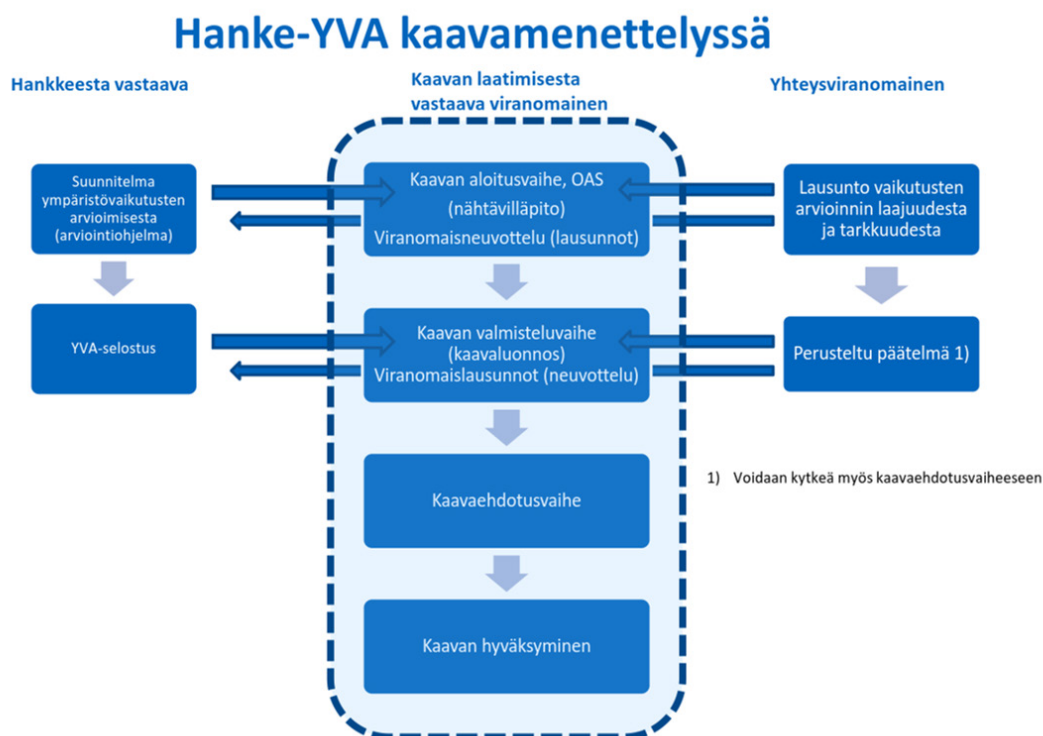 Hanke-YVA kaavamenettelyssä
Hankkeesta vastaava
Kaavan laatimisesta
vastaava viranomainen
Yhteysviranomainen
Suunnitelma
ympäristövaikutusten
arvioimisesta
(arviointiohjelma)
Kaavan aloitusvaihe, OAS
(nähtävilläpito)
Viranomaisneuvottelu (lausunnot)
Lausunto vaikutusten
arvioinnin laajuudesta
ja tarkkuudesta
YVA-selostus
Kaavan valmisteluvaihe
(kaavaluonnos)
Viranomaislausunnot (neuvottelu)
Perusteltu päätelmä 1)
Kaavaehdotusvaihe
1) Voidaan kytkeä myös kaavaehdotusvaiheeseen
Kaavan hyväksyminen